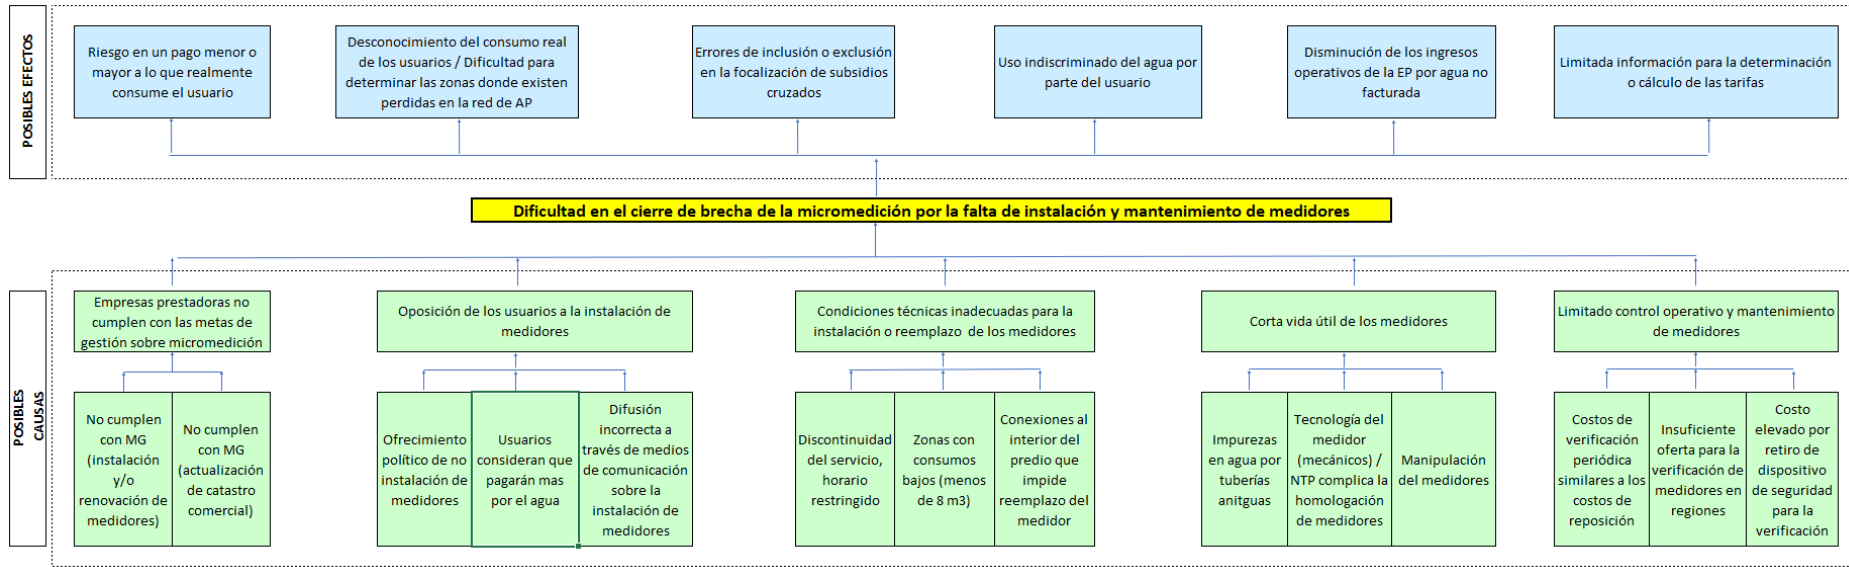 POSIBLES EFECTOS
Riesgo en un pago menor o
mayor a lo que realmente
consume el usuario
Desconocimiento del consumo real
de los usuarios / Dificultad para
determinar las zonas donde existen
perdidas en la red de AP
Errores de inclusión o exclusión
en la focalización de subsidios
cruzados
Uso indiscriminado del agua por
parte del usuario
Disminución de los ingresos
operativos de la EP por agua no
facturada
Limitada información para la determinación
o cálculo de las tarifas
Dificultad en el cierre de brecha de la micromedición por la falta de instalación y mantenimiento de medidores
POSIBLES
CAUSAS
Empresas prestadoras no
cumplen con las metas de
gestión sobre micromedición
Oposición de los usuarios a la instalación de
medidores
Condiciones técnicas inadecuadas para la
instalación o reemplazo de los medidores
Corta vida útil de los medidores
Limitado control operativo y mantenimiento
de medidores
No cumplen
con MG
(instalación
y/o
renovación de
medidores)
No cumplen
con MG
(actualización
de catastro
comercial)
Ofrecimiento
político de no
instalación de
medidores
Usuarios
consideran que
pagarán mas
por el agua
Difusión
incorrecta a
través de medios
de comunicación
sobre la
instalación de
medidores
Discontinuidad
del servicio,
horario
restringido
Zonas con
consumos
bajos (menos
de 8 m3)
Conexiones al
interior del
predio que
impide
reemplazo del
medidor
Impurezas
en agua por
tuberías
anitguas
Tecnología del
medidor
(mecánicos) /
NTP complica la
homologación de
medidores
Manipulación
del medidores
Costos de
verificación
periódica
similares a los
costos de
reposición
Insuficiente
oferta para la
verificación de
medidores en
regiones
Costo
elevado por
retiro de
dispositivo
de seguridad
para la
verificación